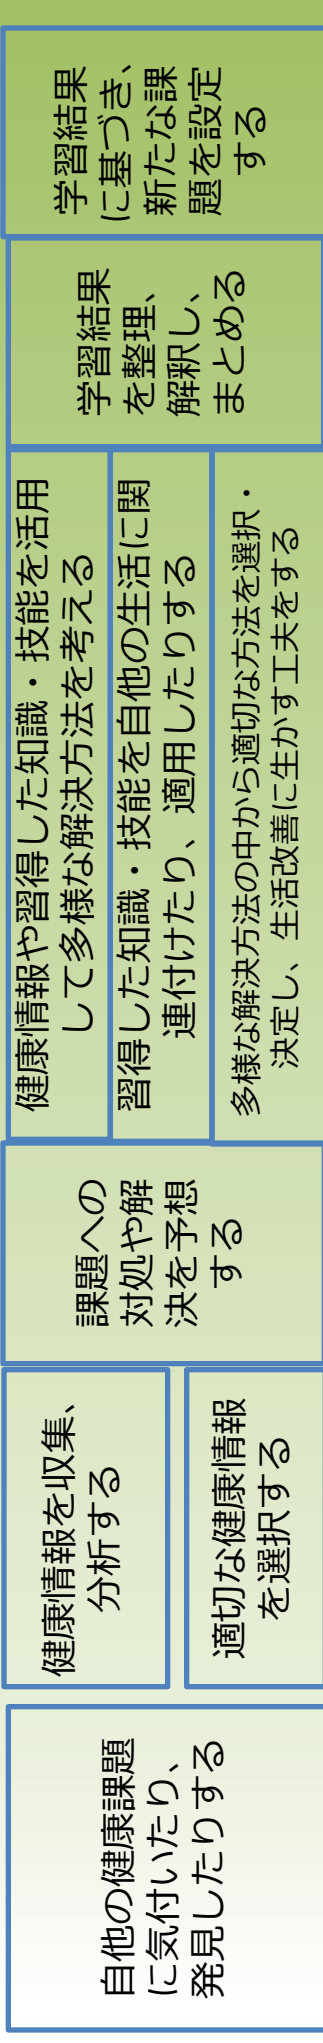 自他の健康課題
に気付いたり、
発見したりする
健康情報を収集、
分析する
適切な健康情報
を選択する
課題への
対処や解
決を予想
する
健康情報や習得した知識・技能を活用
して多様な解決方法を考える
習得した知識・技能を自他の生活に関
連付けたり、適用したりする
多様な解決方法の中から適切な方法を選択・
決定し、生活改善に生かす工夫をする
学習結果
を整理、
解釈し、
まとめる
学習結果
に基づき、
新たな課
題を設定
する